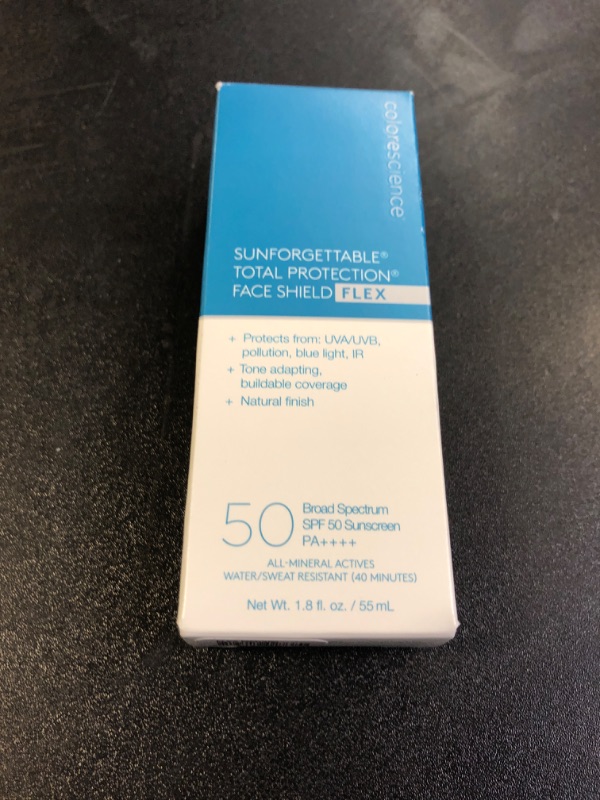 colorescience
SUNFORGETTABLE®
TOTAL PROTECTION®
FACE SHIELD FLEX
+ Protects from: UVA/UVB,
pollution, blue light, IR
+ Tone adapting,
buildable coverage
+ Natural finish
50
Broad Spectrum
SPF 50 Sunscreen
PA++++
ALL-MINERAL ACTIVES
WATER/SWEAT RESISTANT (40 MINUTES)
Net Wt. 1.8 fl. oz. / 55 mL